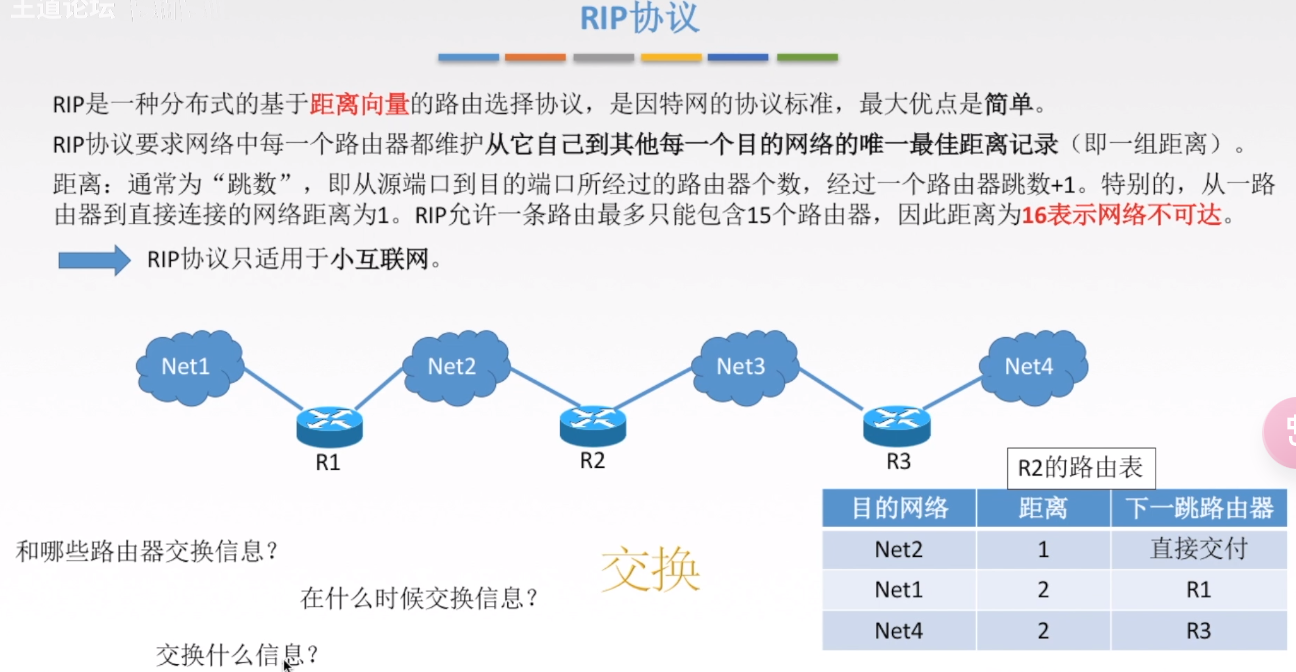 王道论坛
RIP协议
RIP是一种分布式的基于距离向量的路由选择协议，是因特网的协议标准，最大优点是简单。
RIP协议要求网络中每一个路由器都维护从它自己到其他每一个目的网络的唯一最佳距离记录（即一组距离）。
距离：通常为“跳数”，即从源端口到目的端口所经过的路由器个数，经过一个路由器跳数+1。特别的，从一路
由器到直接连接的网络距离为1。RIP允许一条路由最多只能包含15个路由器，因此距离为16表示网络不可达。
RIP协议只适用于小互联网。
Net1 Net2 Net3 Net4
R1 R2 R3
R2的路由表
目的网络 距离 下一跳路由器
Net2 1 直接交付
Net1 2 R1
Net4 2 R3
和哪些路由器交换信息？
在什么时候交换信息？
交换什么信息？
交换